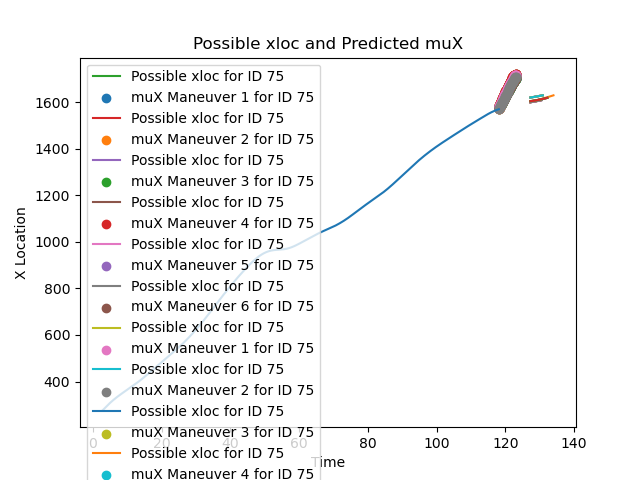 Possible xloc and Predicted muX
X Location
1600
1400
1200
1000
800
600
400
Possible xloc for ID 75
muX Maneuver 1 for ID 75
Possible xloc for ID 75
muX Maneuver 2 for ID 75
Possible xloc for ID 75
muX Maneuver 3 for ID 75
Possible xloc for ID 75
muX Maneuver 4 for ID 75
Possible xloc for ID 75
muX Maneuver 5 for ID 75
Possible xloc for ID 75
muX Maneuver 6 for ID 75
Possible xloc for ID 75
muX Maneuver 1 for ID 75
Possible xloc for ID 75
muX Maneuver 2 for ID 75
Possible xloc for ID 75
muX Maneuver 3 for ID 75
Possible xloc for ID 75
muX Maneuver 4 for ID 75
0 20 40 60 80 100 120 140
Time